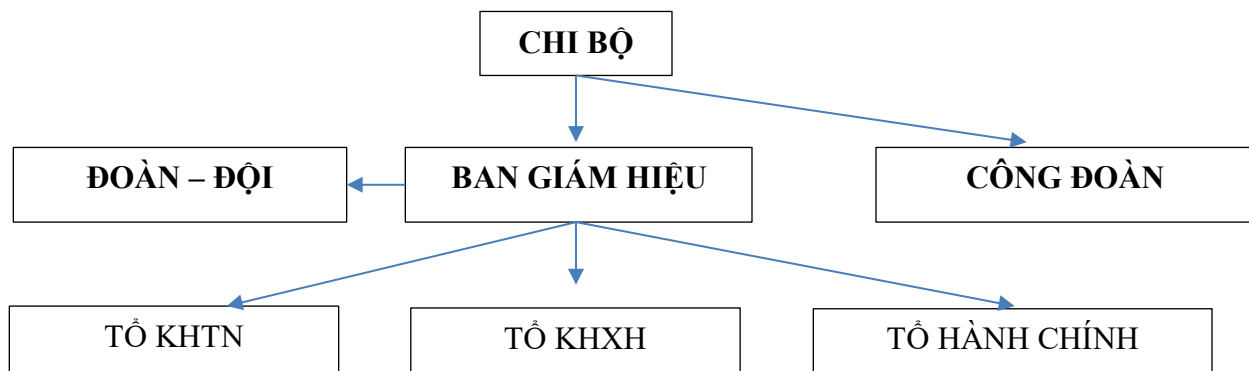 CHI BỘ
ĐOÀN – ĐỘI
BAN GIÁM HIỆU
CÔNG ĐOÀN
TỔ KHTN
TỔ KHXH
TỔ HÀNH CHÍNH